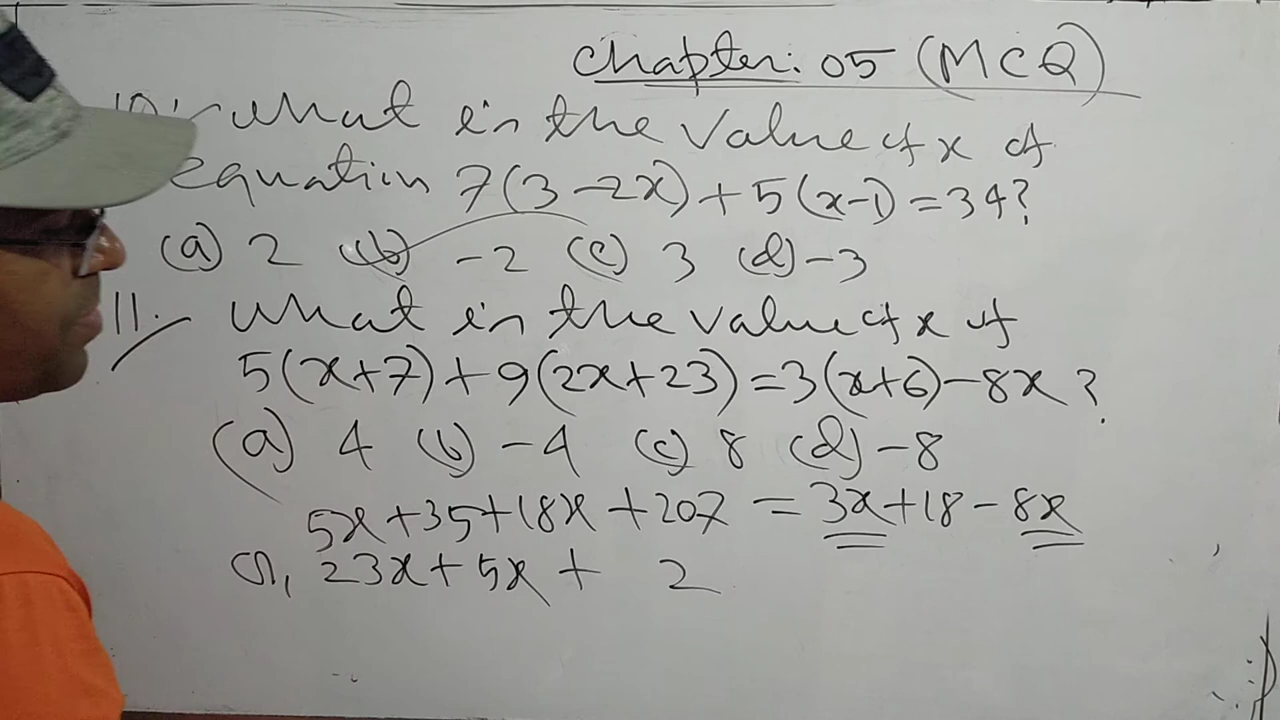 Chapter: 05 (MCQ)
10. What is the value of x of
equation 7(3-2x)+5(x-1)=34?
(a) 2 (b) -2 (c) 3 (d) -3
11. What is the value of x of
5(x+7)+9(2x+23)=3(x+6)-8x?
(a) 4 (b) -4 (c) 8 (d) -8
5x+35+18x+207 = 3x+18-8x
or, 23x+5x+ 2